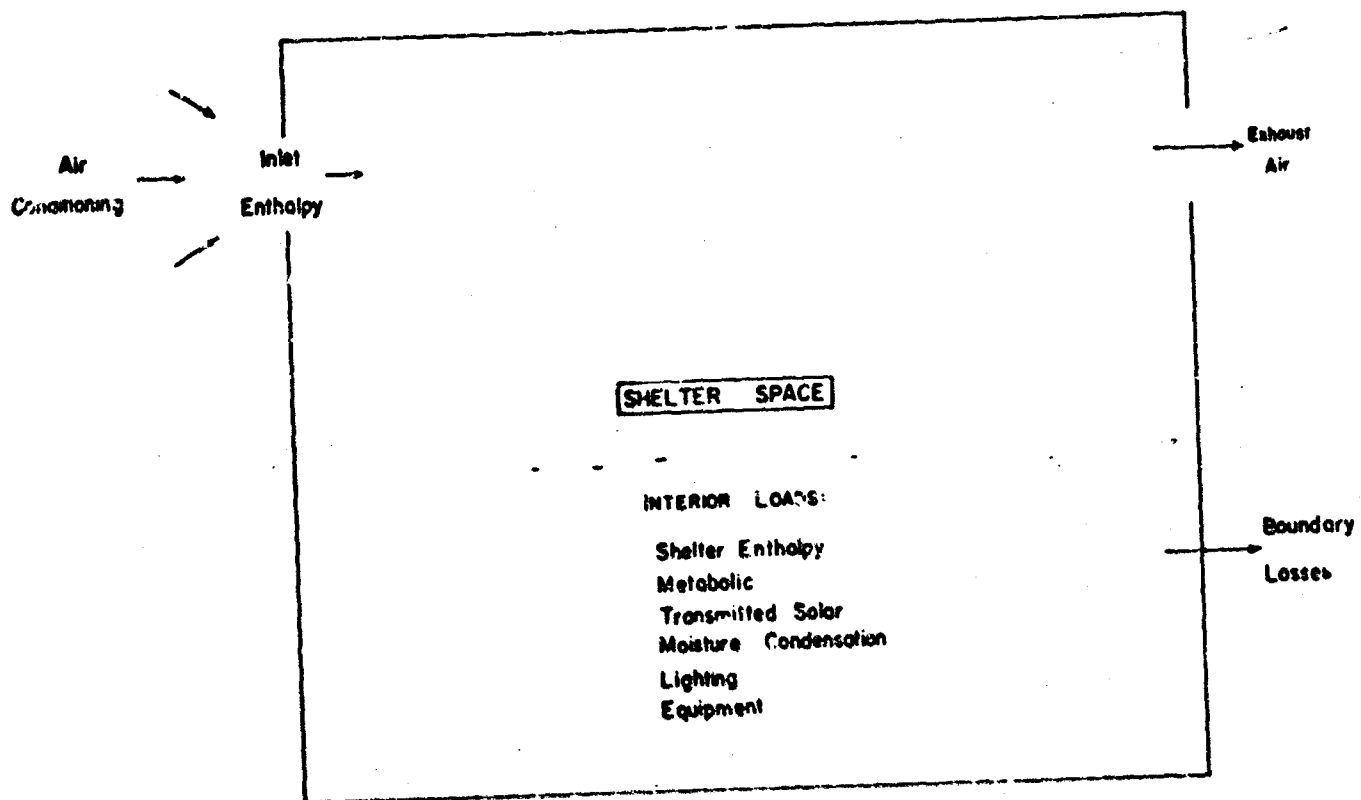 Air
Conditioning
Inlet
Enthalpy
Exhaust
Air
SHELTER SPACE
INTERIOR LOADS:
Shelter Enthalpy
Metabolic
Transmitted Solar
Moisture Condensation
Lighting
Equipment
Boundary
Losses